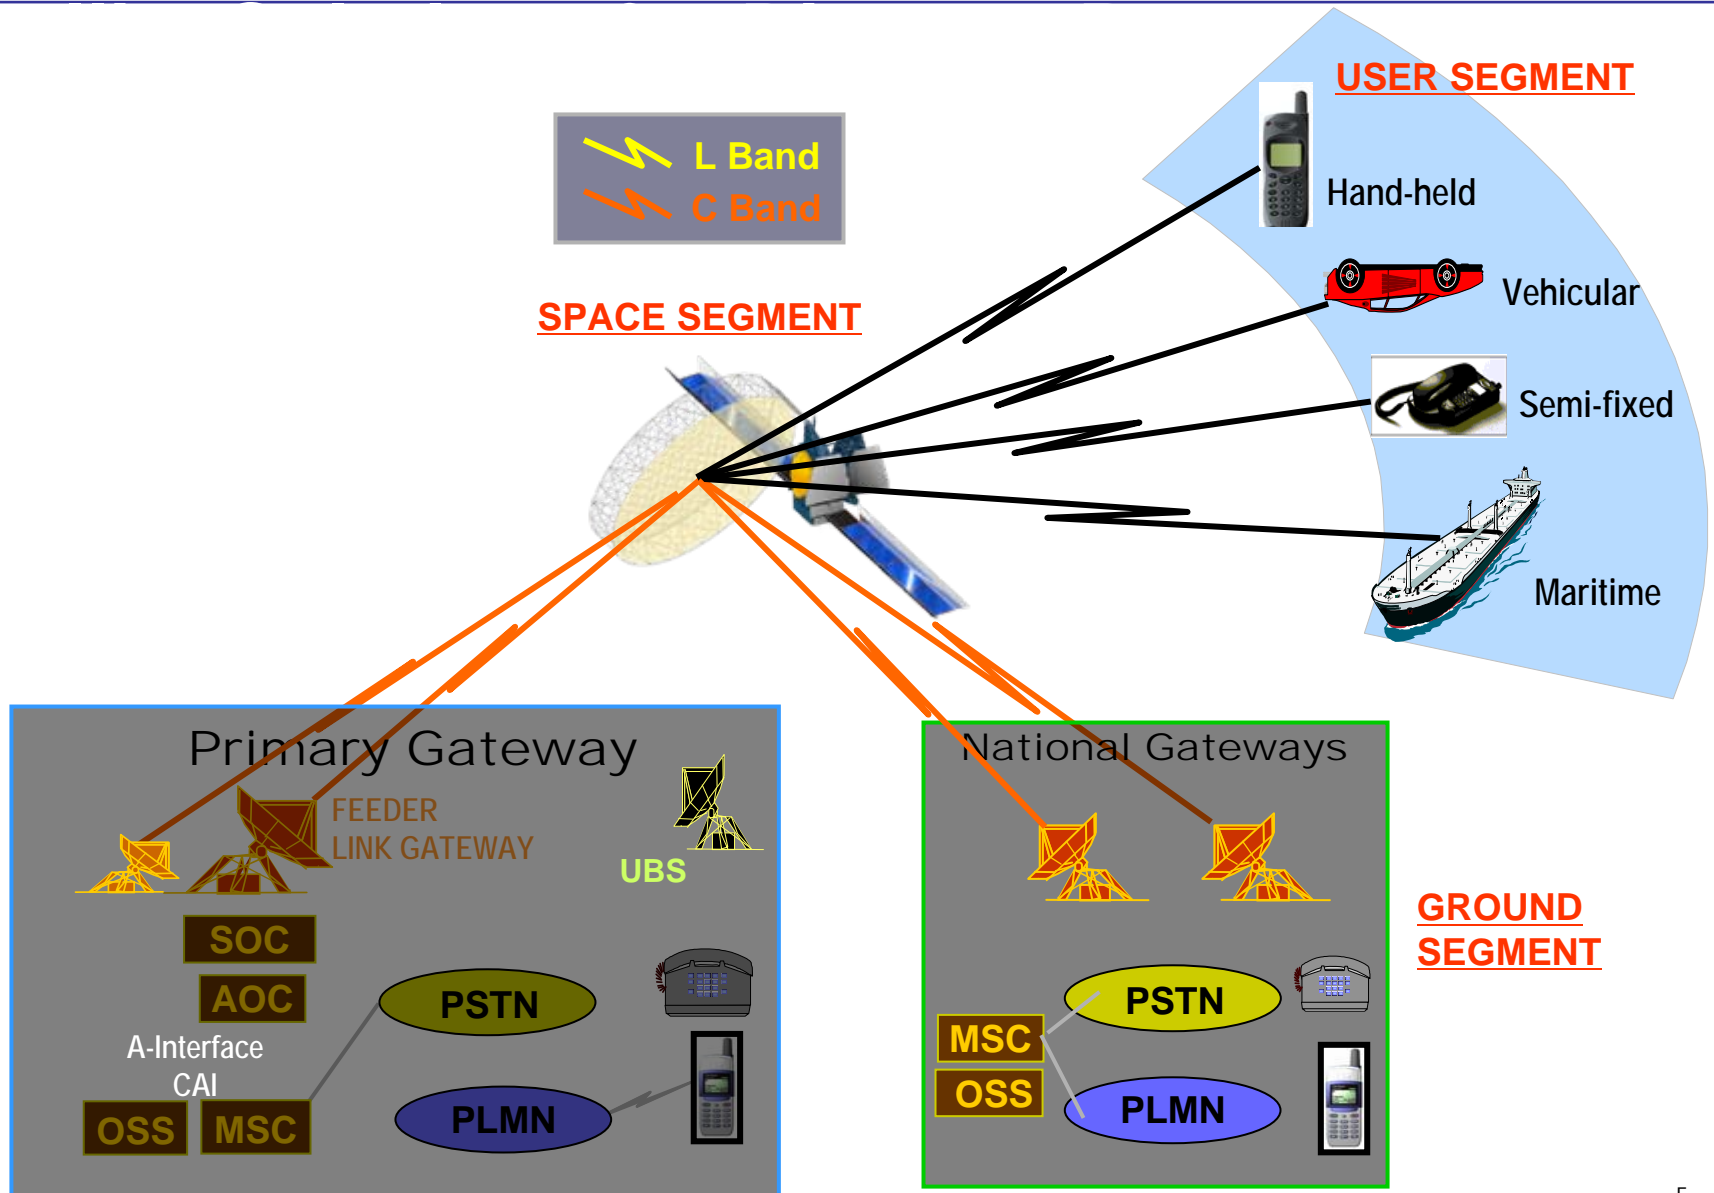 USER SEGMENT
L Band
C Band
Hand-held
Vehicular
SPACE SEGMENT
Semi-fixed
Maritime
Primary Gateway
National Gateways
FEEDER
LINK GATEWAY
UBS
GROUND
SEGMENT
SOC
AOC
PSTN
PSTN
A-Interface
CAI
MSC
OSS
OSS
MSC
PLMN
PLMN